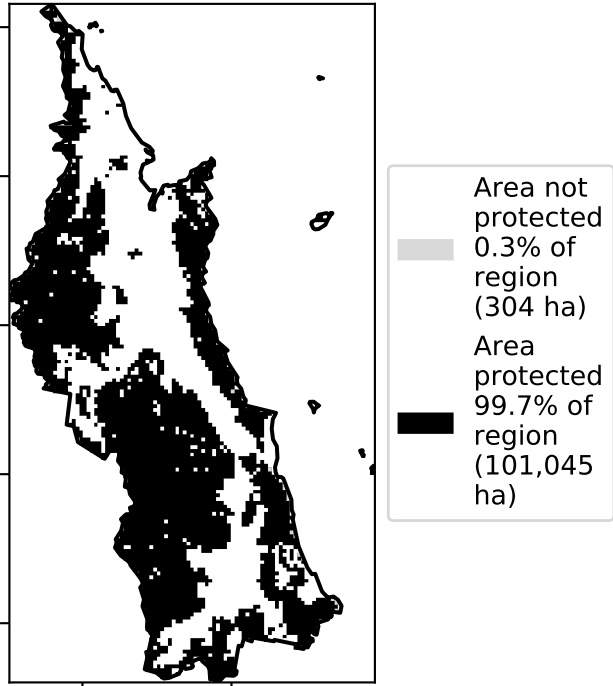 Area not
protected
0.3% of
region
(304 ha)
Area
protected
99.7% of
region
(101,045
ha)